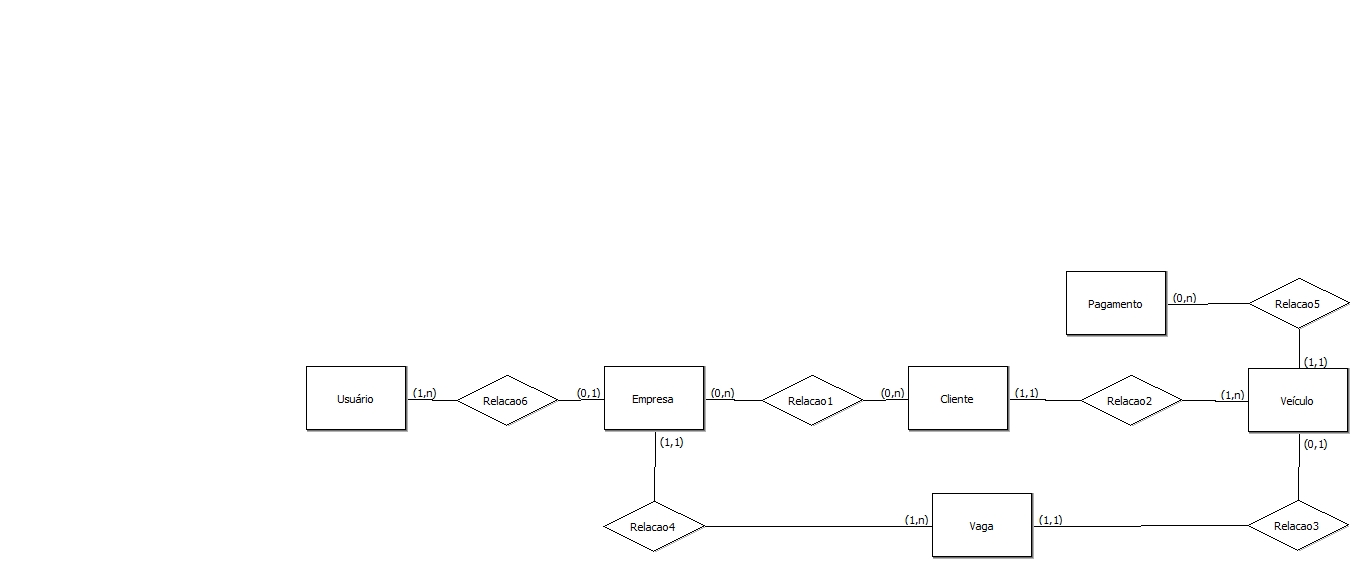 Pagamento
(0,n)
Relacao5
(1,1)
Usuário
(1,n)
Relacao6
(0,1)
Empresa
(0,n)
Relacao1
(0,n)
Cliente
(1,1)
Relacao2
(1,n)
Veículo
(1,1)
(0,1)
Relacao4
(1,n)
Vaga
(1,1)
Relacao3